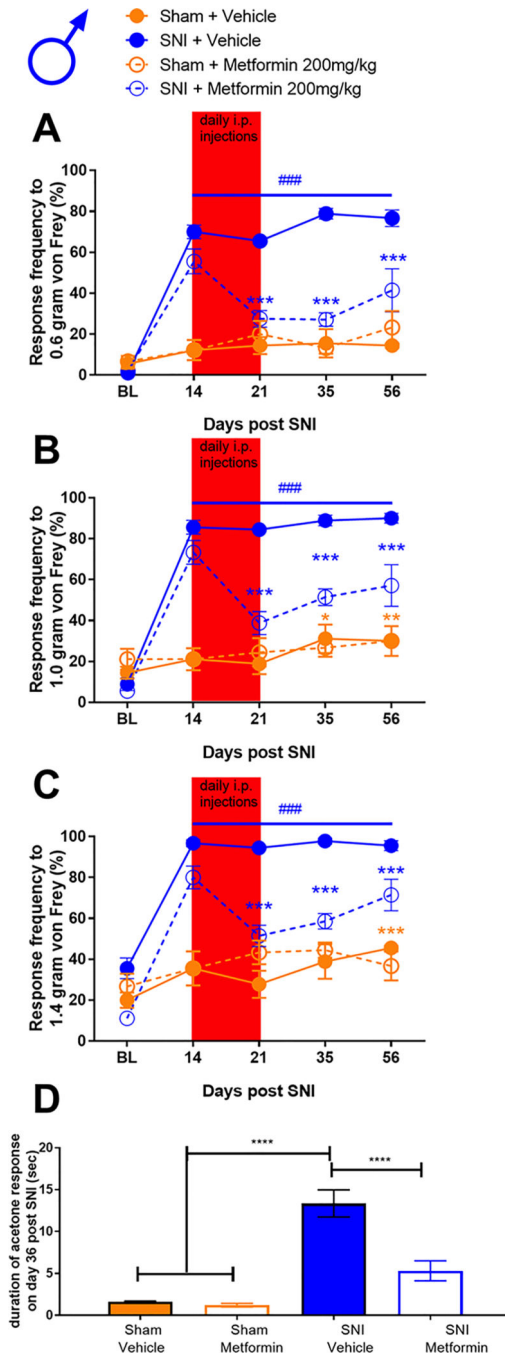 Sham + Vehicle
SNI + Vehicle
Sham + Metformin 200mg/kg
SNI + Metformin 200mg/kg
A
daily i.p.
injections
Response frequency to
0.6 gram von Frey (%)
100
80
60
40
20
0
###
***
***
***
BL
14
21
35
56
Days post SNI
B
daily i.p.
injections
Response frequency to
1.0 gram von Frey (%)
100
80
60
40
20
0
###
***
***
***
*
**
BL
14
21
35
56
Days post SNI
C
daily i.p.
injections
Response frequency to
1.4 gram von Frey (%)
100
80
60
40
20
0
###
***
***
***
***
BL
14
21
35
56
Days post SNI
D
duration of acetone response
on day 36 post SNI (sec)
20
15
10
5
0
****
****
Sham
Vehicle
Sham
Metformin
SNI
Vehicle
SNI
Metformin